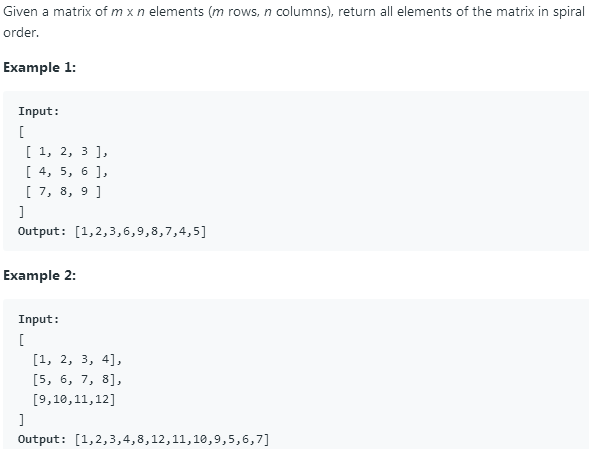 Given a matrix of m x n elements (m rows, n columns), return all elements of the matrix in spiral
order.
Example 1:
Input:
[
[ 1, 2, 3 ],
[ 4, 5, 6 ],
[ 7, 8, 9 ]
]
Output: [1,2,3,6,9,8,7,4,5]
Example 2:
Input:
[
[1, 2, 3, 4],
[5, 6, 7, 8],
[9,10,11,12]
]
Output: [1,2,3,4,8,12,11,10,9,5,6,7]